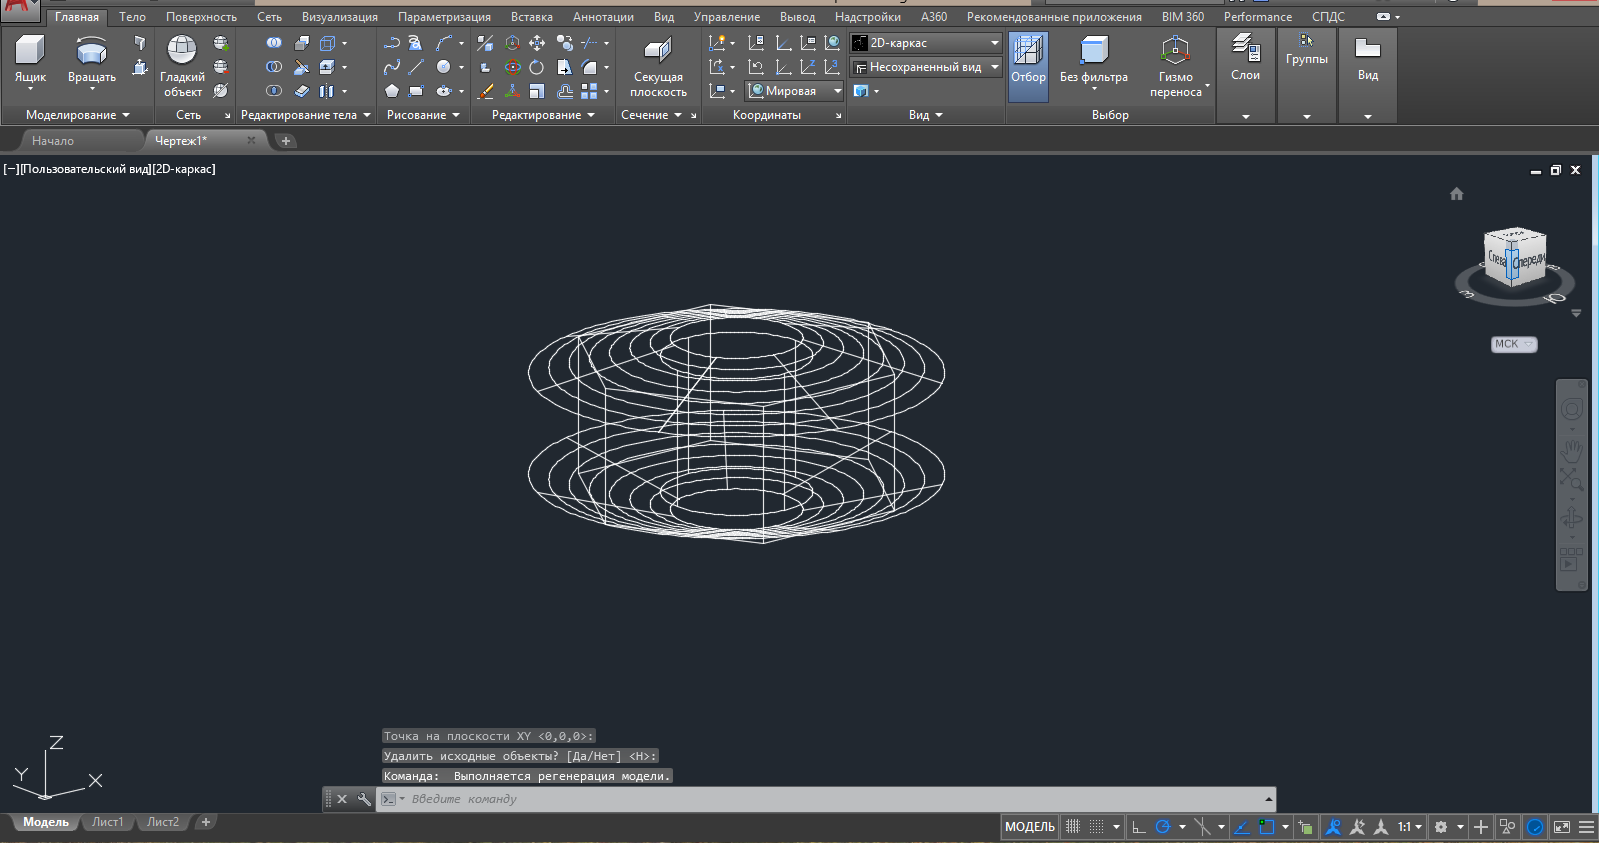 Главная Тело Поверхность Сеть Визуализация Параметризация Вставка Аннотации Вид Управление Вывод Надстройки A360 Рекомендованные приложения BIM 360 Performance СПДС
2D-каркас
Несохраненный вид
Мировая
Ящик
Вращать
Гладкий
объект
Секущая
плоскость
Отбор
Без фильтра
Гизмо
переноса
Слои
Группы
Вид
Моделирование Сеть Редактирование тела Рисование Редактирование Сечение Координаты Вид Выбор
Начало Чертеж1*
[−][Пользовательский вид][2D-каркас]
Слева Спереди
МСК
Точка на плоскости XY <0,0,0>:
Удалить исходные объекты? [Да/Нет] <Н>:
Команда: Выполняется регенерация модели.
Введите команду
Z
Y
X
Модель Лист1 Лист2
МОДЕЛЬ 1:1